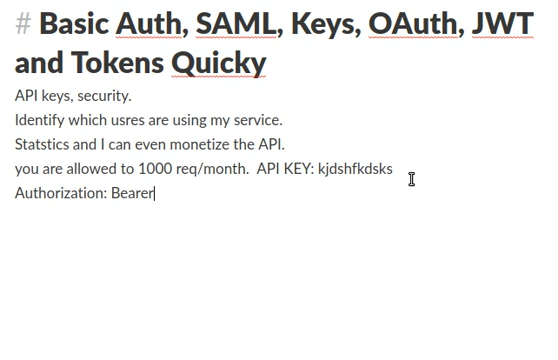 # Basic Auth, SAML, Keys, OAuth, JWT
and Tokens Quicky
API keys, security.
Identify which usres are using my service.
Statstics and I can even monetize the API.
you are allowed to 1000 req/month.  API KEY: kjdshfkdsks
Authorization: Bearer